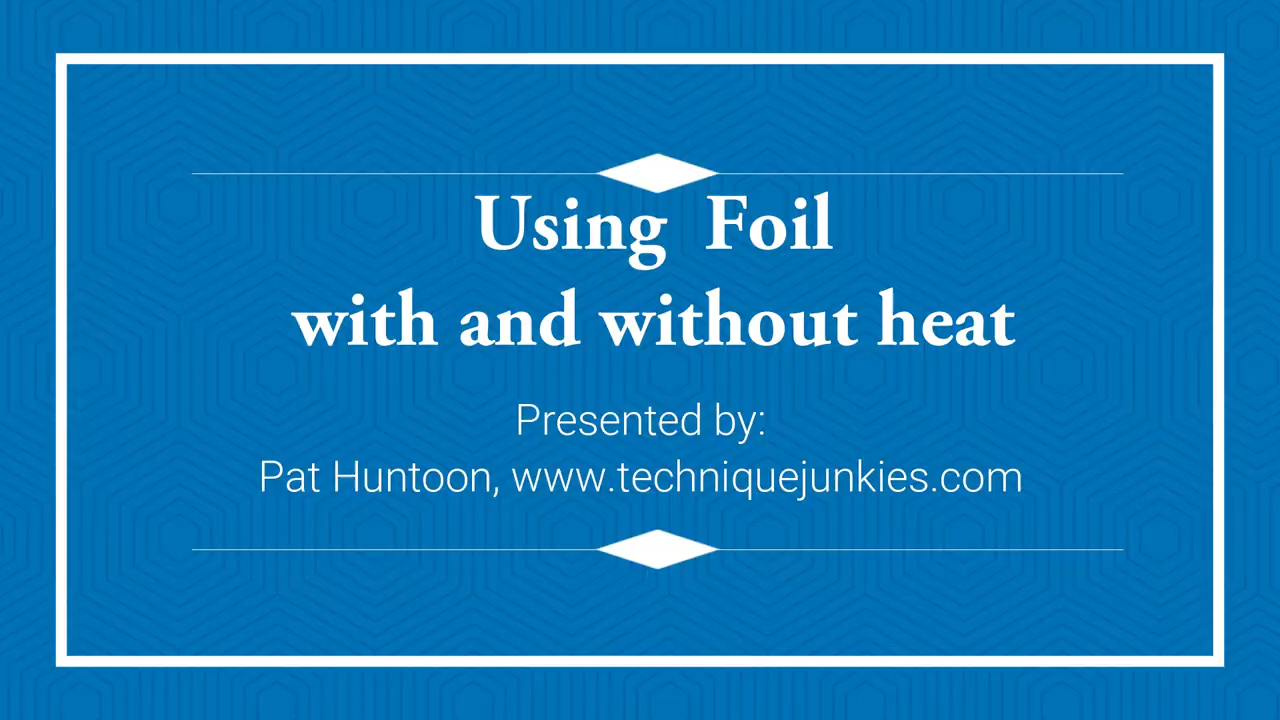 Using  Foil
with and without heat
Presented by:
Pat Huntoon, www.techniquejunkies.com